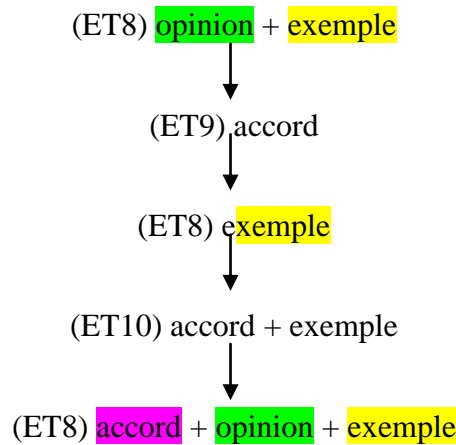 (ET8) opinion + exemple
(ET9) accord
(ET8) exemple
(ET10) accord + exemple
(ET8) accord + opinion + exemple